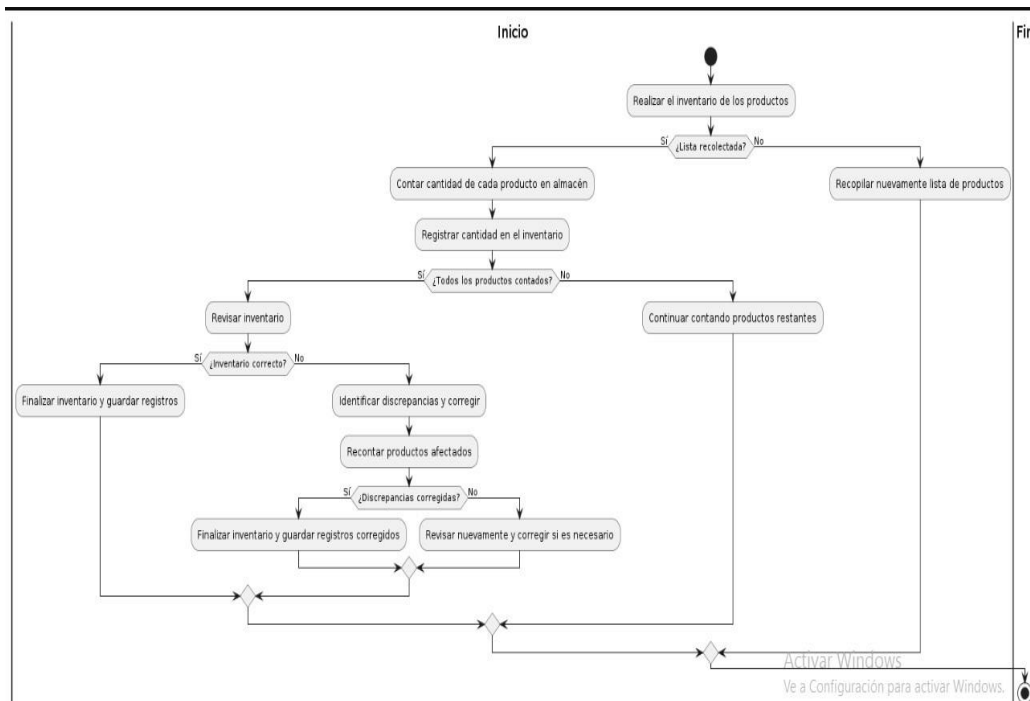 Inicio
Fin
Realizar el inventario de los productos
Sí
¿Lista recolectada?
No
Contar cantidad de cada producto en almacén
Recopilar nuevamente lista de productos
Registrar cantidad en el inventario
Sí
¿Todos los productos contados?
No
Revisar inventario
Continuar contando productos restantes
Sí
¿Inventario correcto?
No
Finalizar inventario y guardar registros
Identificar discrepancias y corregir
Recontar productos afectados
Sí
¿Discrepancias corregidas?
No
Finalizar inventario y guardar registros corregidos
Revisar nuevamente y corregir si es necesario
Activar Windows
Ve a Configuración para activar Windows.